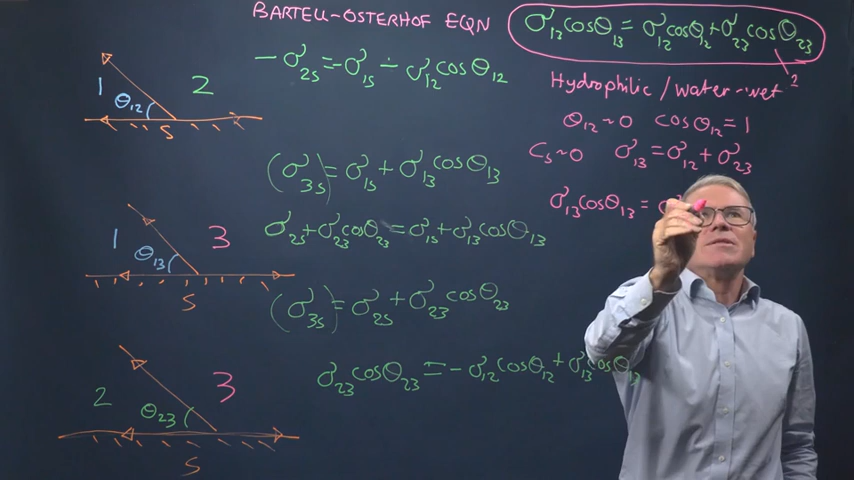 BARTELL-OSTERHOF EQN
σ12cosθ13 = σ12cosθ12 + σ23cosθ23
?
-σ2s = -σ1s - σ12cosθ12
Hydrophilic / water-wet
θ12~0 cosθ12=1
Cs~0 σ13 = σ12 + σ23
σ13cosθ13 =
1 θ12 2
S
(σ3s) = σ1s + σ13cosθ13
σ2s + σ23cosθ23 = σ1s + σ13cosθ13
1 θ13 3
S
(σ3s) = σ2s + σ23cosθ23
σ23cosθ23 = -σ12cosθ12 + σ13cosθ13
2 θ23 3
S